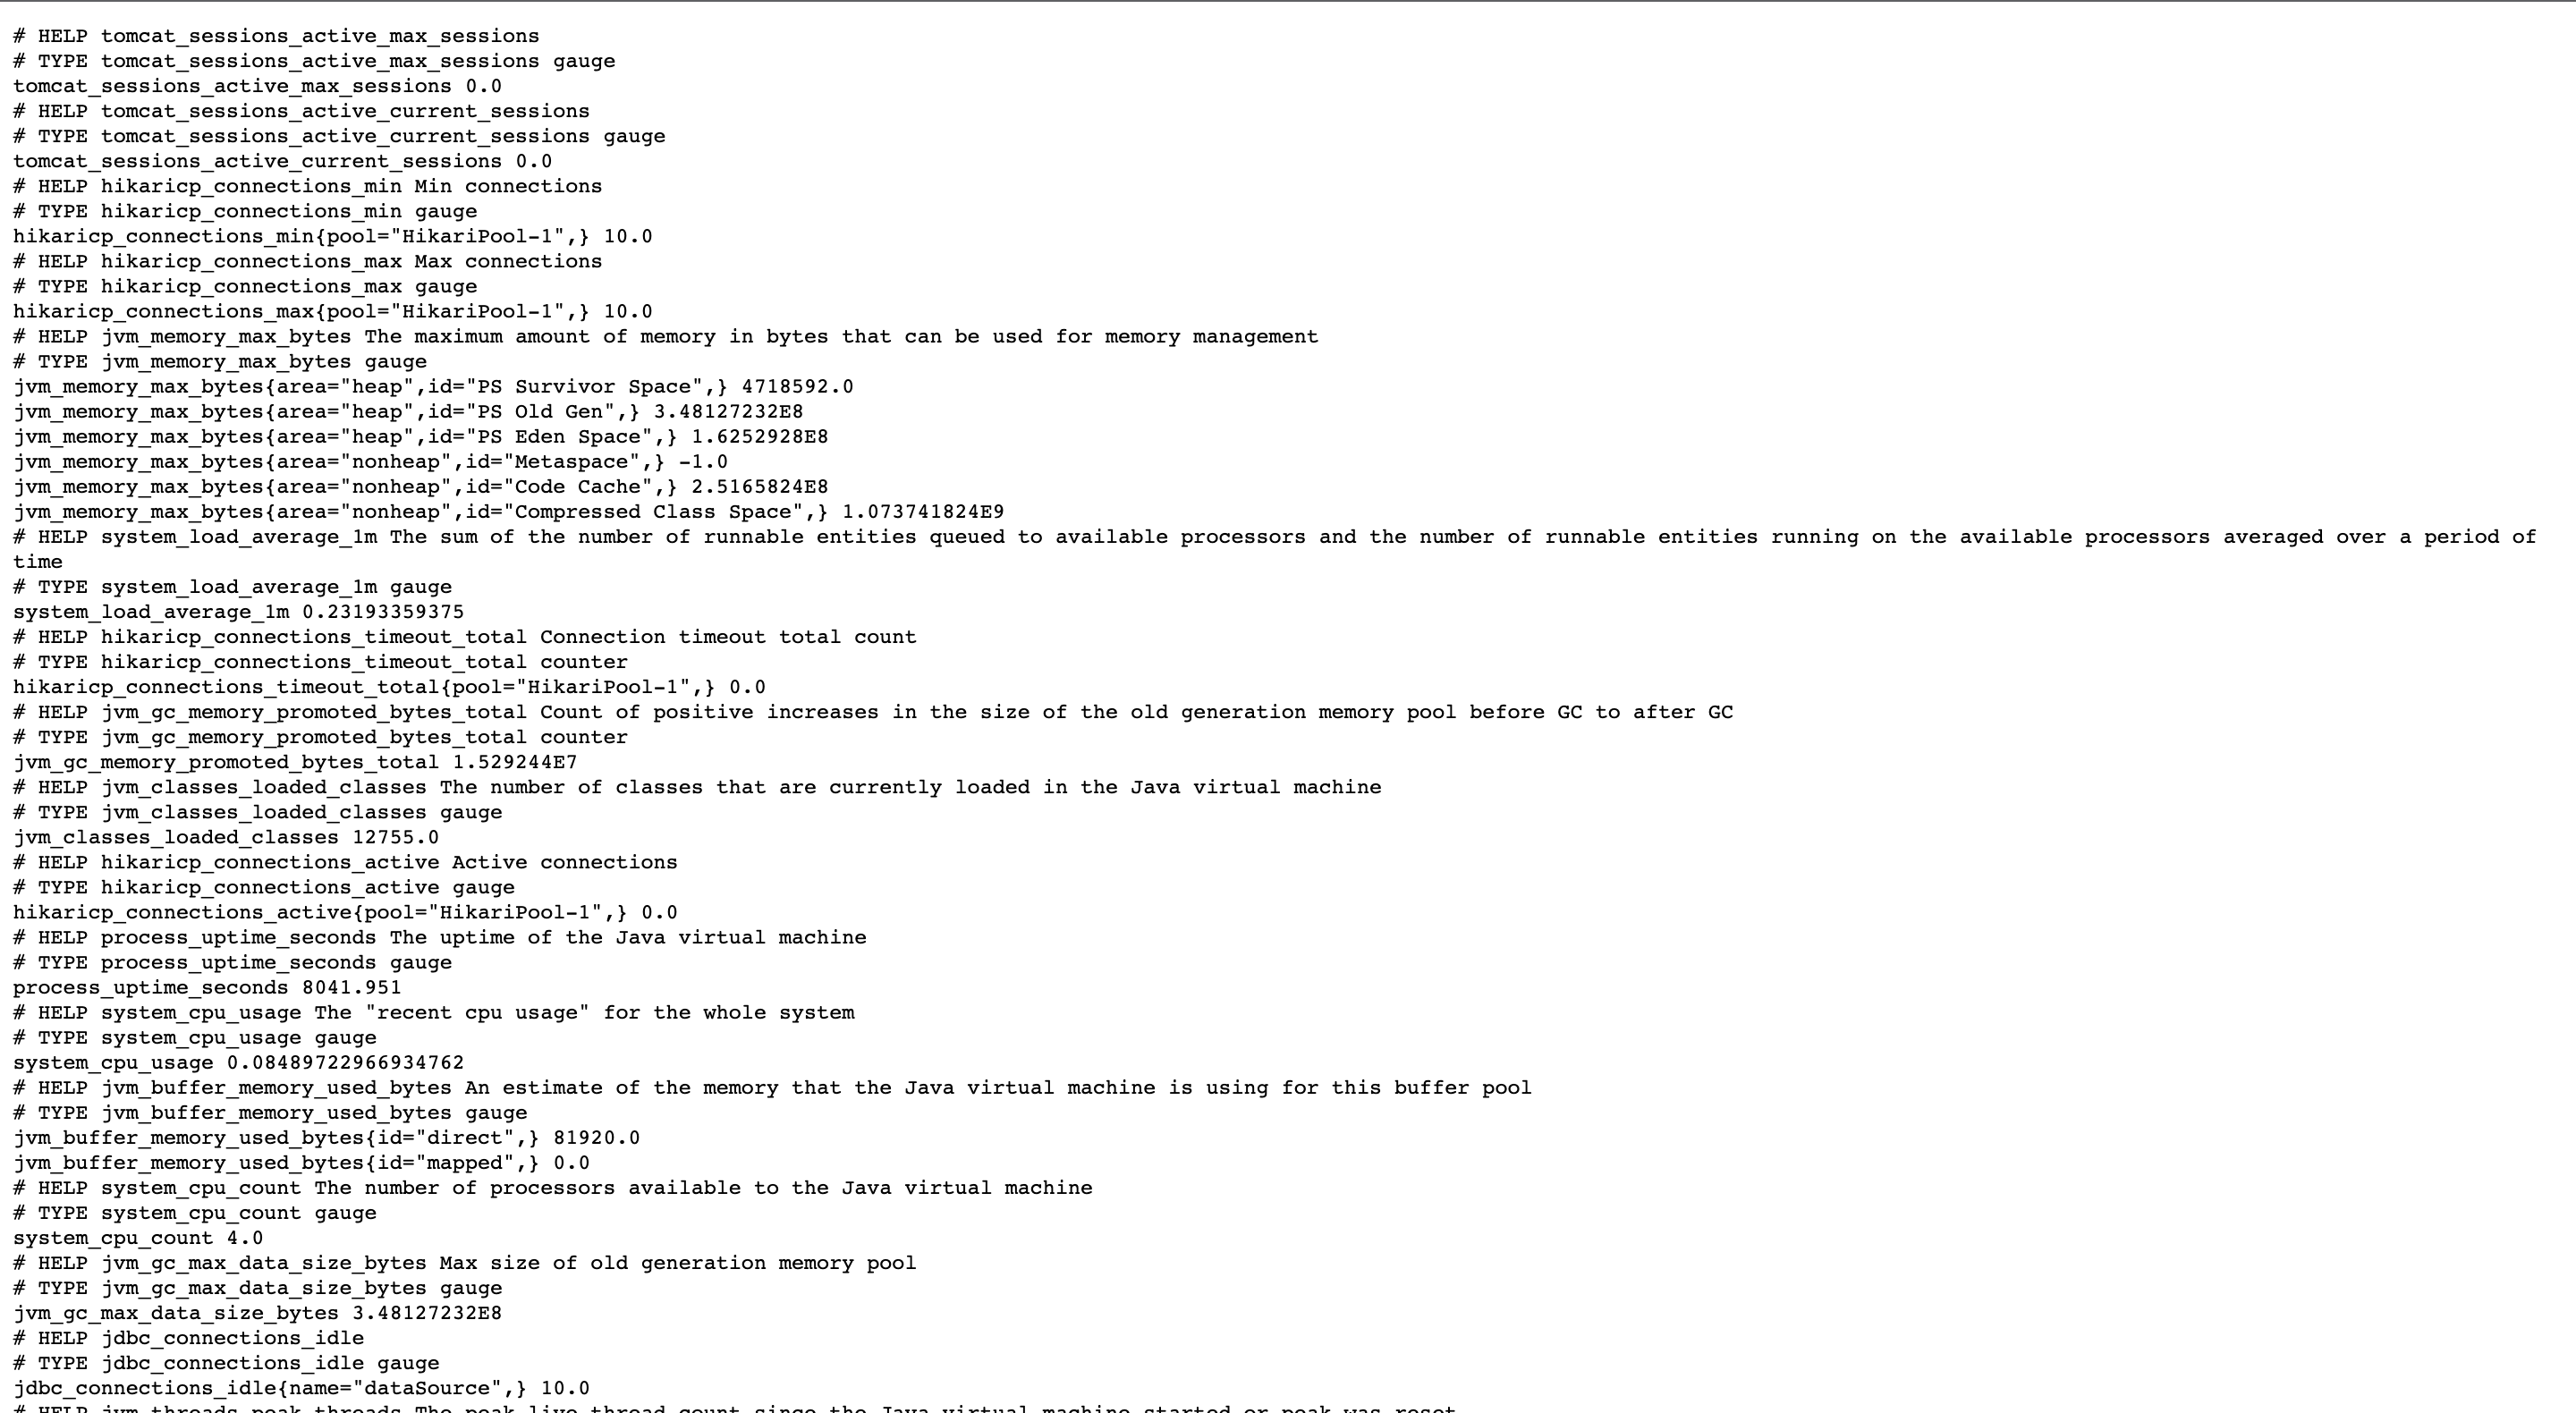 # HELP tomcat_sessions_active_max_sessions
# TYPE tomcat_sessions_active_max_sessions gauge
tomcat_sessions_active_max_sessions 0.0
# HELP tomcat_sessions_active_current_sessions
# TYPE tomcat_sessions_active_current_sessions gauge
tomcat_sessions_active_current_sessions 0.0
# HELP hikaricp_connections_min Min connections
# TYPE hikaricp_connections_min gauge
hikaricp_connections_min{pool="HikariPool-1",} 10.0
# HELP hikaricp_connections_max Max connections
# TYPE hikaricp_connections_max gauge
hikaricp_connections_max{pool="HikariPool-1",} 10.0
# HELP jvm_memory_max_bytes The maximum amount of memory in bytes that can be used for memory management
# TYPE jvm_memory_max_bytes gauge
jvm_memory_max_bytes{area="heap",id="PS Survivor Space",} 4718592.0
jvm_memory_max_bytes{area="heap",id="PS Old Gen",} 3.48127232E8
jvm_memory_max_bytes{area="heap",id="PS Eden Space",} 1.6252928E8
jvm_memory_max_bytes{area="nonheap",id="Metaspace",} -1.0
jvm_memory_max_bytes{area="nonheap",id="Code Cache",} 2.5165824E8
jvm_memory_max_bytes{area="nonheap",id="Compressed Class Space",} 1.073741824E9
# HELP system_load_average_1m The sum of the number of runnable entities queued to available processors and the number of runnable entities running on the available processors averaged over a period of
time
# TYPE system_load_average_1m gauge
system_load_average_1m 0.23193359375
# HELP hikaricp_connections_timeout_total Connection timeout total count
# TYPE hikaricp_connections_timeout_total counter
hikaricp_connections_timeout_total{pool="HikariPool-1",} 0.0
# HELP jvm_gc_memory_promoted_bytes_total Count of positive increases in the size of the old generation memory pool before GC to after GC
# TYPE jvm_gc_memory_promoted_bytes_total counter
jvm_gc_memory_promoted_bytes_total 1.529244E7
# HELP jvm_classes_loaded_classes The number of classes that are currently loaded in the Java virtual machine
# TYPE jvm_classes_loaded_classes gauge
jvm_classes_loaded_classes 12755.0
# HELP hikaricp_connections_active Active connections
# TYPE hikaricp_connections_active gauge
hikaricp_connections_active{pool="HikariPool-1",} 0.0
# HELP process_uptime_seconds The uptime of the Java virtual machine
# TYPE process_uptime_seconds gauge
process_uptime_seconds 8041.951
# HELP system_cpu_usage The "recent cpu usage" for the whole system
# TYPE system_cpu_usage gauge
system_cpu_usage 0.08489722966934762
# HELP jvm_buffer_memory_used_bytes An estimate of the memory that the Java virtual machine is using for this buffer pool
# TYPE jvm_buffer_memory_used_bytes gauge
jvm_buffer_memory_used_bytes{id="direct",} 81920.0
jvm_buffer_memory_used_bytes{id="mapped",} 0.0
# HELP system_cpu_count The number of processors available to the Java virtual machine
# TYPE system_cpu_count gauge
system_cpu_count 4.0
# HELP jvm_gc_max_data_size_bytes Max size of old generation memory pool
# TYPE jvm_gc_max_data_size_bytes gauge
jvm_gc_max_data_size_bytes 3.48127232E8
# HELP jdbc_connections_idle
# TYPE jdbc_connections_idle gauge
jdbc_connections_idle{name="dataSource",} 10.0
# HELP jvm_threads_peak_threads The peak live thread count since the Java virtual machine started or peak was reset